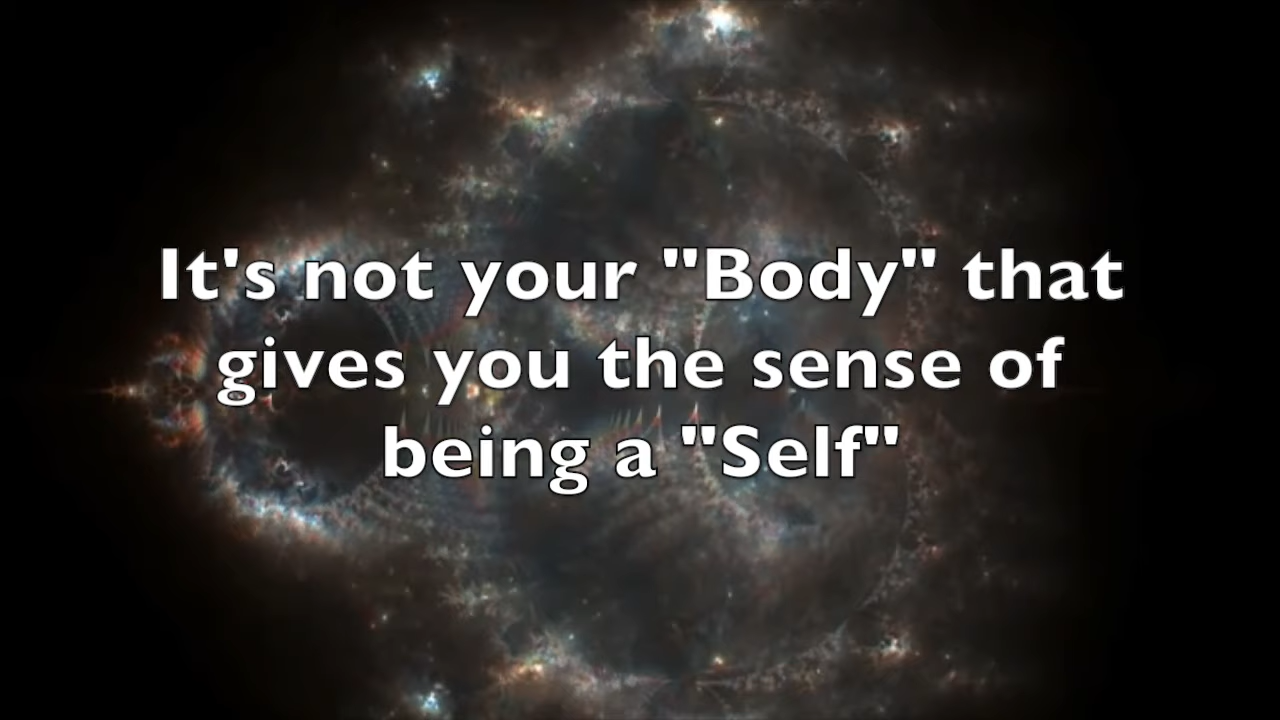 It's not your "Body" that
gives you the sense of
being a "Self"